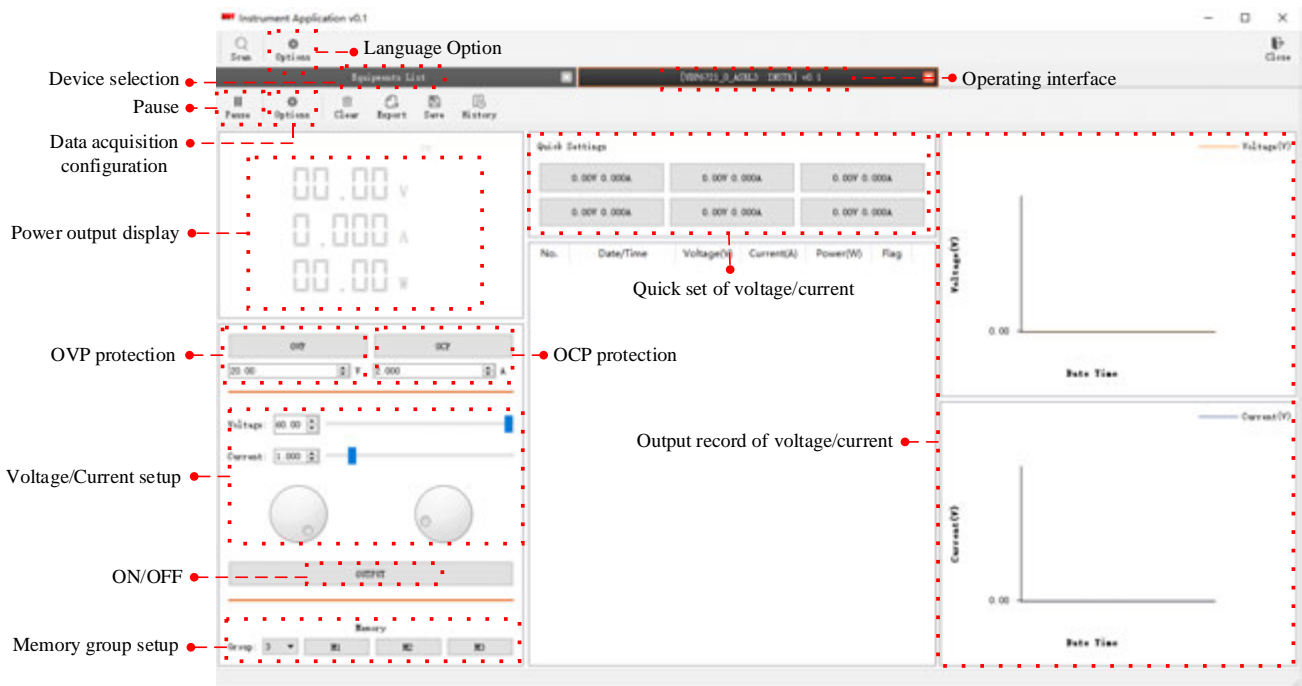 Instrument Application v0.1
Scan
Options
Language Option
Close
Device selection
Equipments List
Operating interface
Pause
Pause
Options
Clear
Export
Save
History
Data acquisition
configuration
Quick Settings
0.00V 0.000A
0.00V 0.000A
0.00V 0.000A
0.00V 0.000A
0.00V 0.000A
0.00V 0.000A
Quick set of voltage/current
Power output display
00.00 V
0.000 A
00.00 W
No.
Date/Time
Voltage(V)
Current(A)
Power(W)
Flag
Voltage(V)
Voltage(V)
0.00
Date Time
OVP protection
OVP
OCP
OCP protection
20.00
V
A
Voltage/Current setup
Voltage:
60.00
Current:
1.000
Output record of voltage/current
Current(V)
Current(V)
0.00
Date Time
ON/OFF
OUTPUT
Memory group setup
Memory
Group:
3
M1
M2
M3